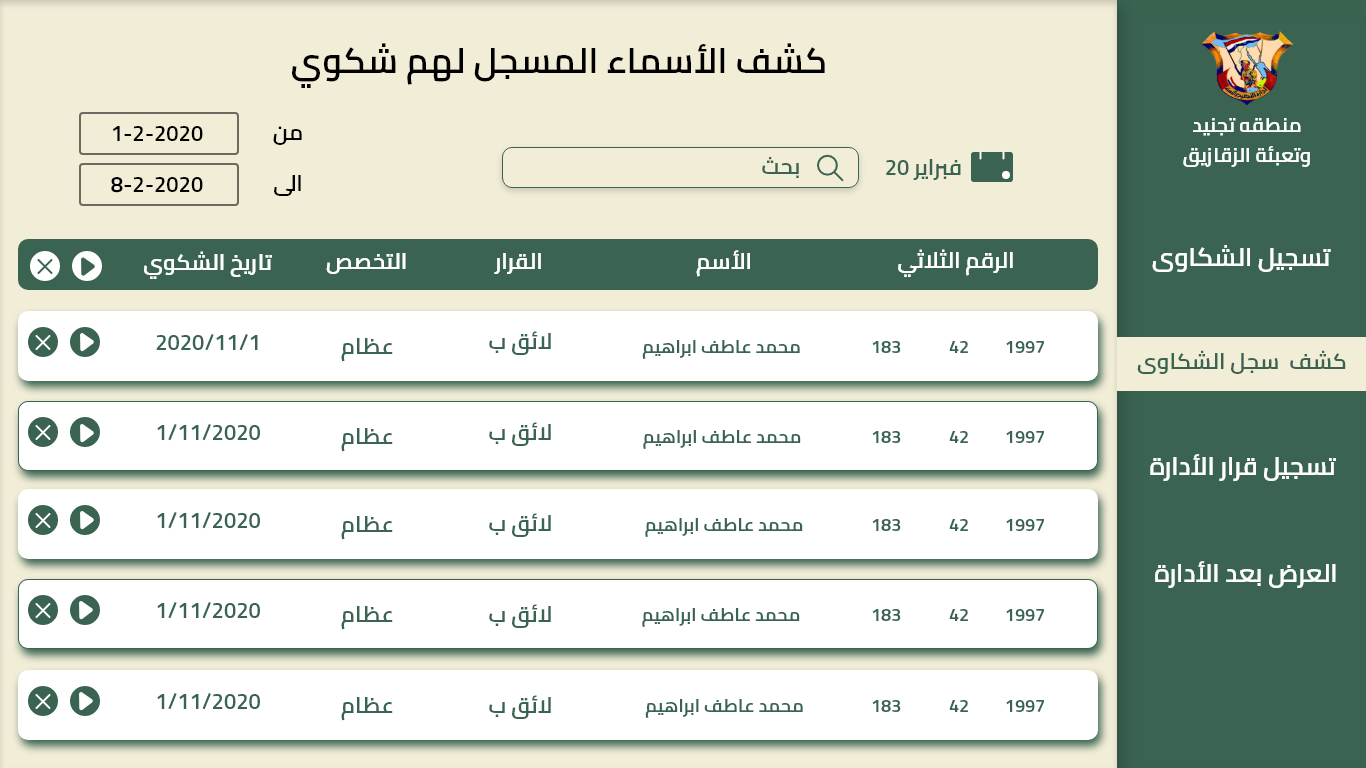 منطقه تجنيد
وتعبئة الزقازيق
تسجيل الشكاوى
كشف سجل الشكاوى
تسجيل قرار الأدارة
العرض بعد الأدارة
كشف الأسماء المسجل لهم شكوي
من 1-2-2020
الى 8-2-2020
فبراير 20
بحث
الرقم الثلاثي الأسم القرار التخصص تاريخ الشكوي
1997 42 183 محمد عاطف ابراهيم لائق ب عظام 2020/11/1
1997 42 183 محمد عاطف ابراهيم لائق ب عظام 1/11/2020
1997 42 183 محمد عاطف ابراهيم لائق ب عظام 1/11/2020
1997 42 183 محمد عاطف ابراهيم لائق ب عظام 1/11/2020
1997 42 183 محمد عاطف ابراهيم لائق ب عظام 1/11/2020